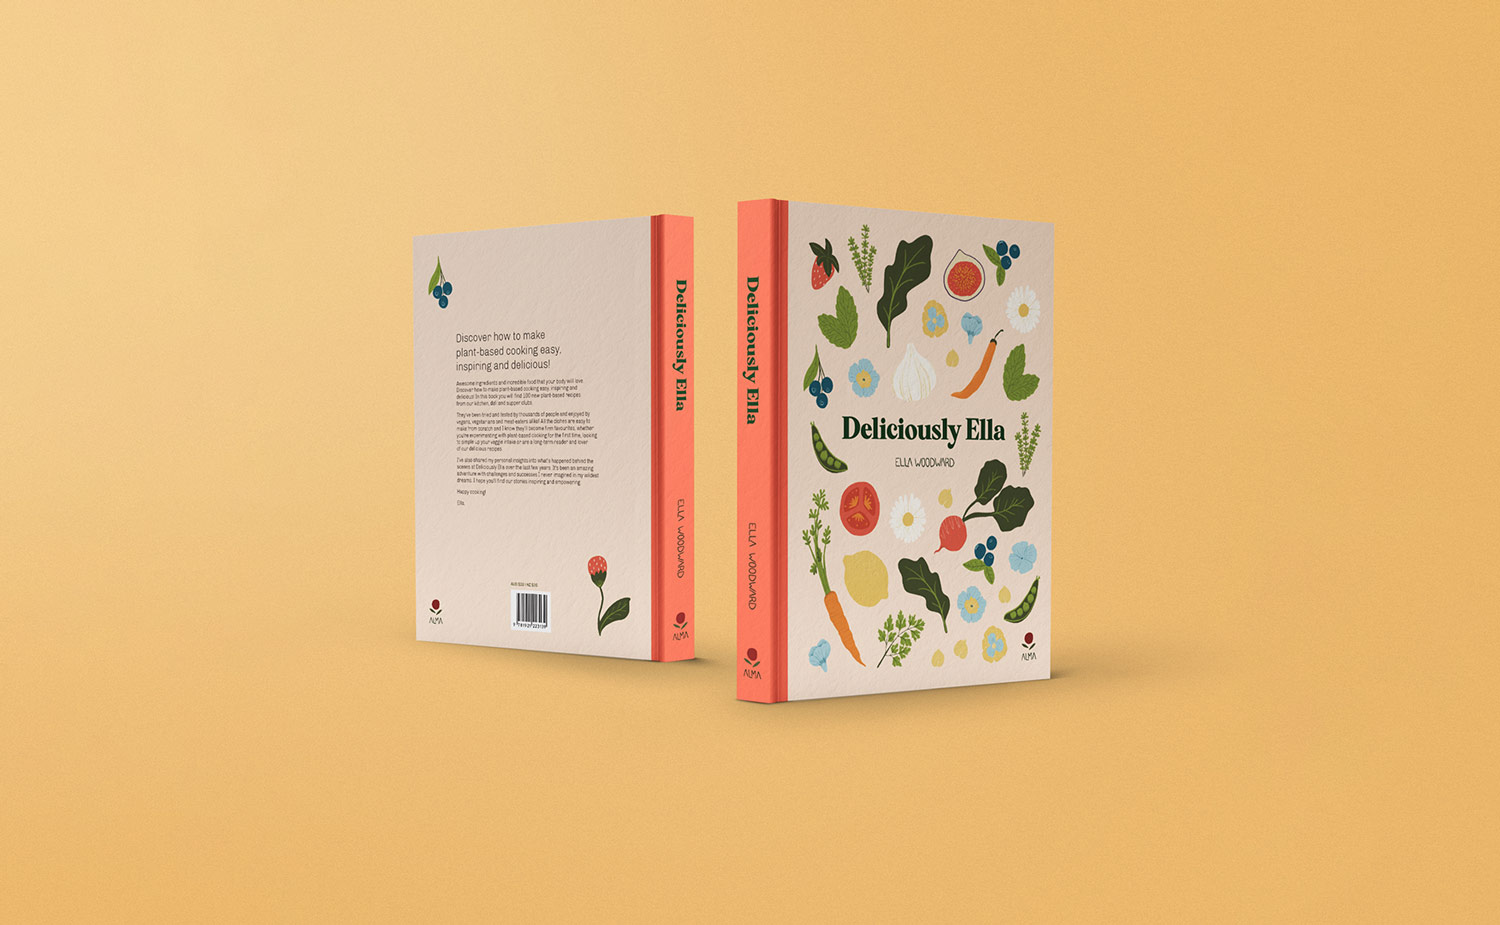 Discover how to make
plant-based cooking easy,
inspiring and delicious!
Awesome ingredients and incredible food that your body will love.
Discover how to make plant-based cooking easy, inspiring and
delicious! In this book you will find 100 new plant-based recipes
from our kitchen, deli and supper clubs.
They've been tried and tested by thousands of people and enjoyed by
vegans, vegetarians and meat-eaters alike! All the dishes are easy to
make from scratch and I know they'll become firm favourites, whether
you're experimenting with plant-based cooking for the first time, looking
to simple up your veggie intake or are a long-term reader and lover
of our delicious recipes.
I've also shared my personal insights into what's happened behind the
scenes at Deliciously Ella over the last few years. It's been an amazing
adventure with challenges and successes I never imagined in my wildest
dreams. I hope you'll find our stories inspiring and empowering.
Happy cooking!
Ella.
ALMA
Deliciously Ella
ELLA WOODWARD
ALMA
Deliciously Ella
ELLA WOODWARD
ALMA
Deliciously Ella
ELLA WOODWARD
ALMA